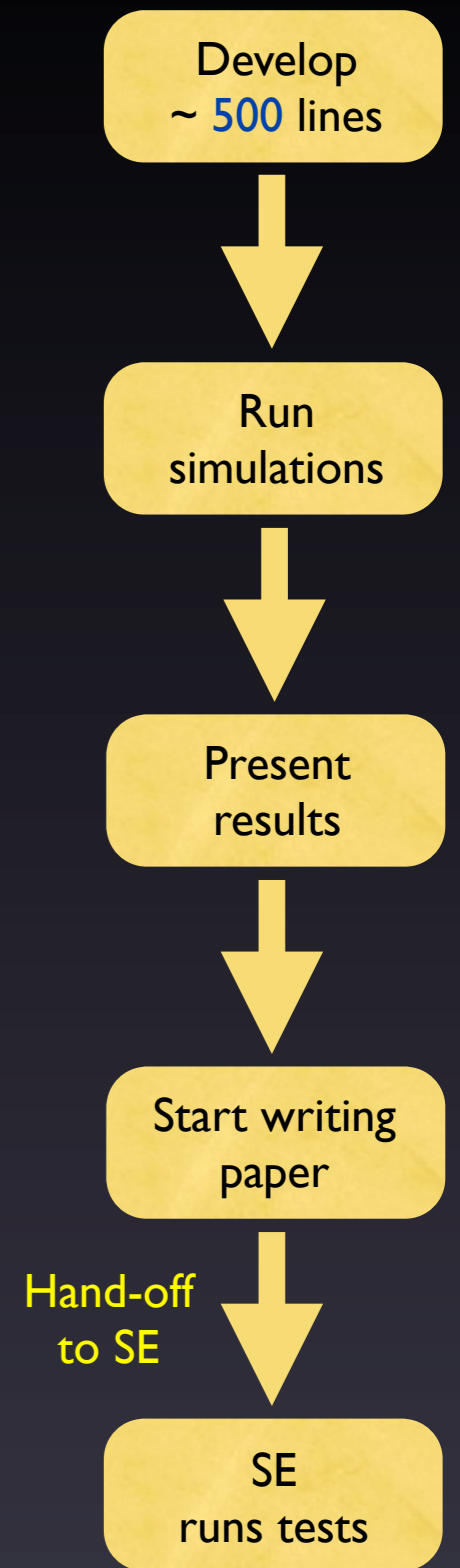 Develop
~ 500 lines
Run
simulations
Present
results
Start writing
paper
Hand-off
to SE
SE
runs tests